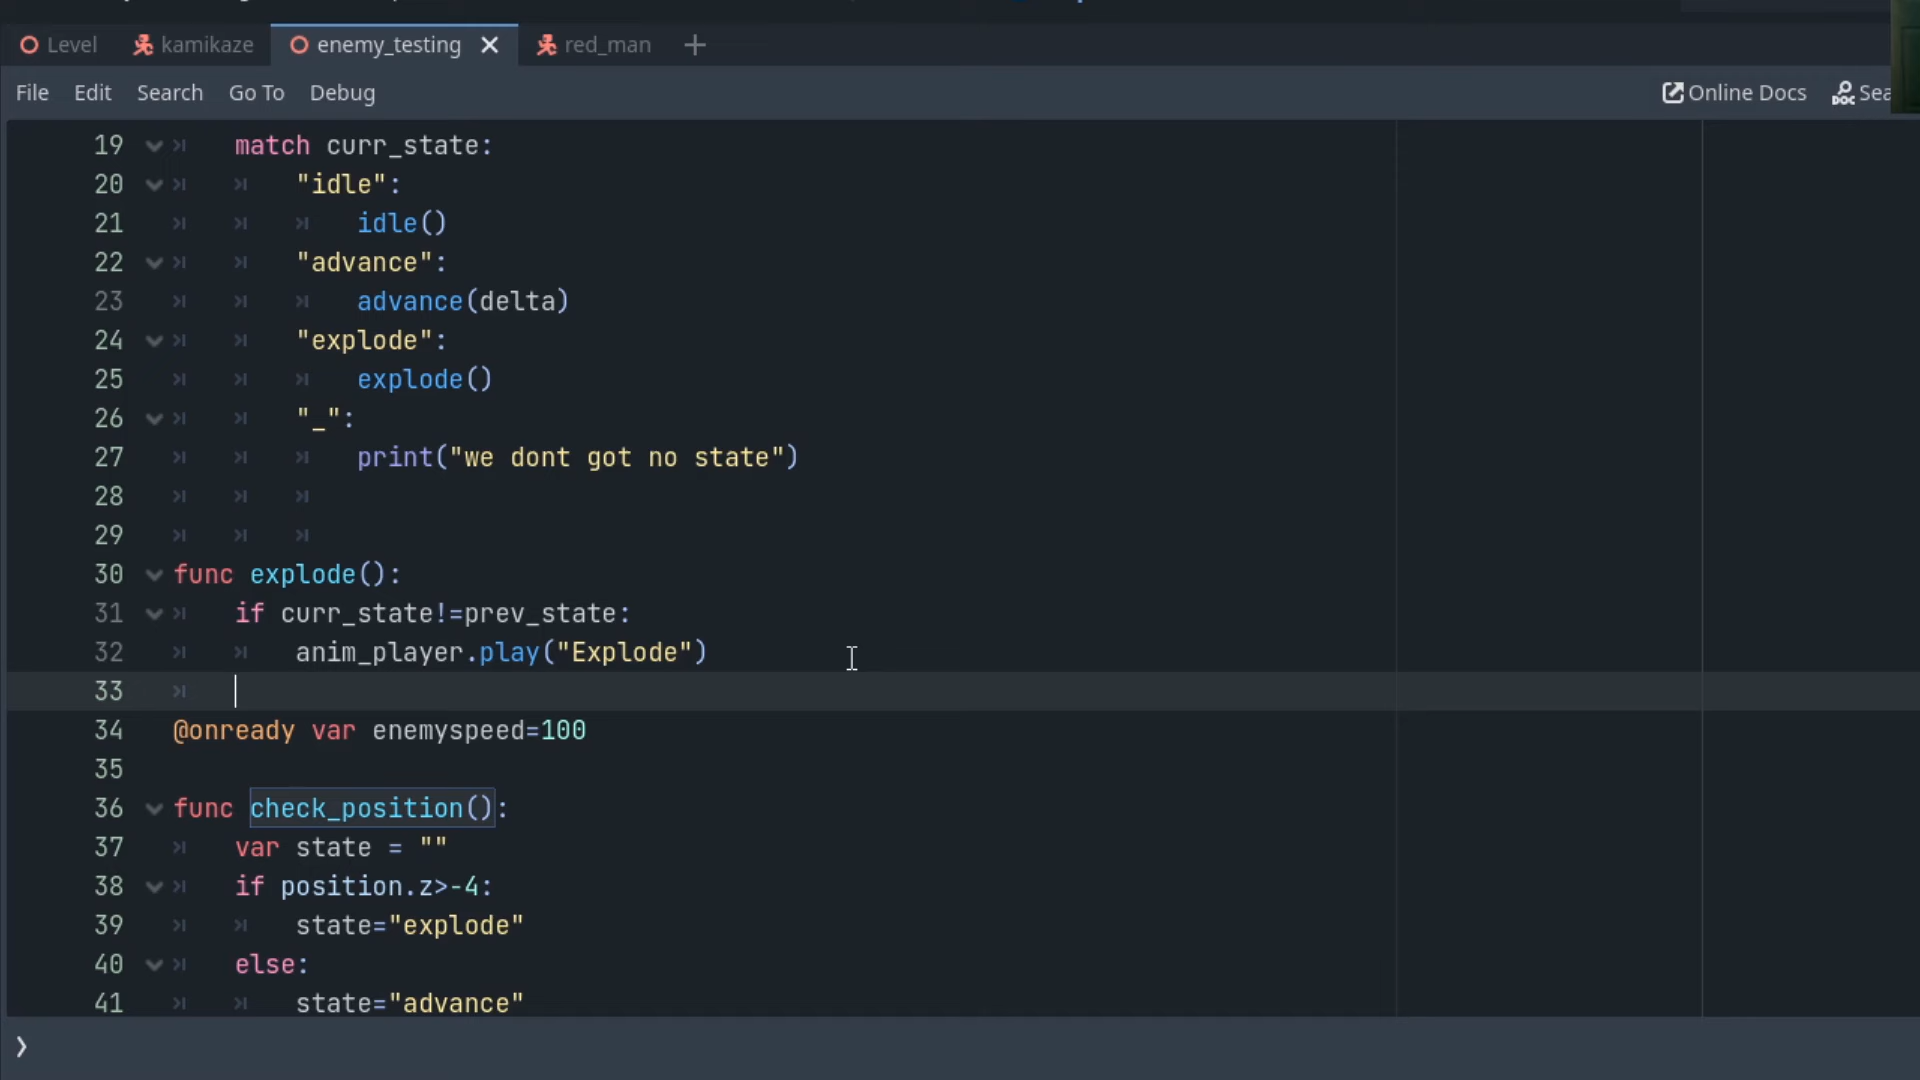 Level kamikaze enemy_testing red_man
File Edit Search Go To Debug Online Docs DOC Sea
19 match curr_state:
20 "idle":
21 idle()
22 "advance":
23 advance(delta)
24 "explode":
25 explode()
26 "_":
27 print("we dont got no state")
28
29
30 func explode():
31 if curr_state!=prev_state:
32 anim_player.play("Explode")
33
34 @onready var enemyspeed=100
35
36 func check_position():
37 var state = ""
38 if position.z>-4:
39 state="explode"
40 else:
41 state="advance"